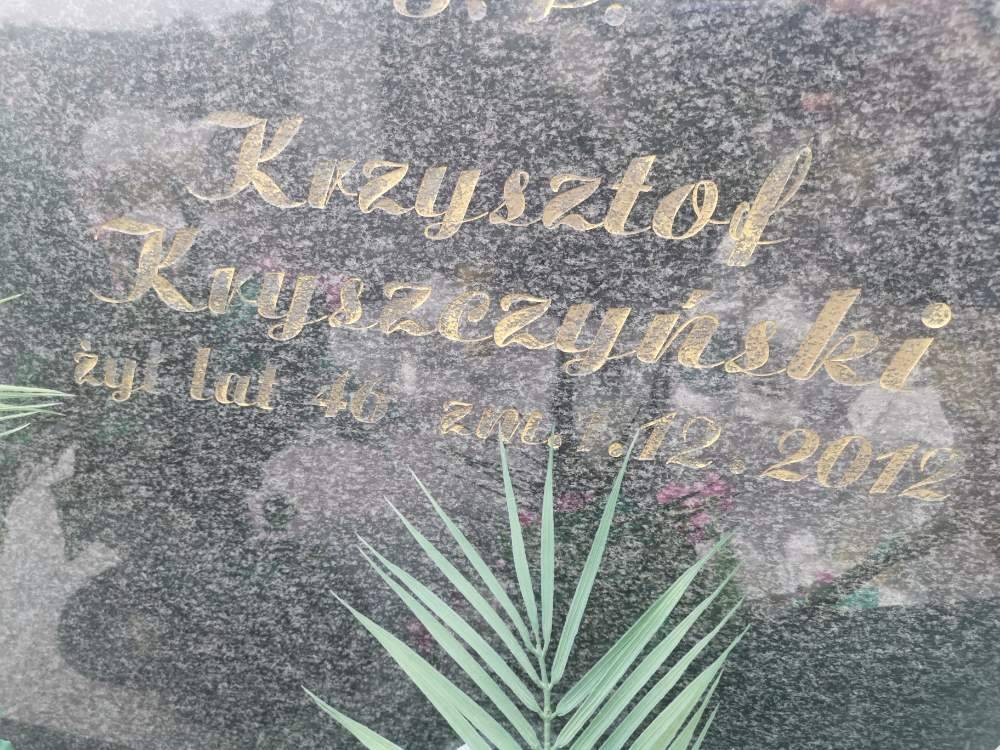 Ś. P.
Krzysztof
Kryszczyński
żył lat 46 zm. 1.12.2012